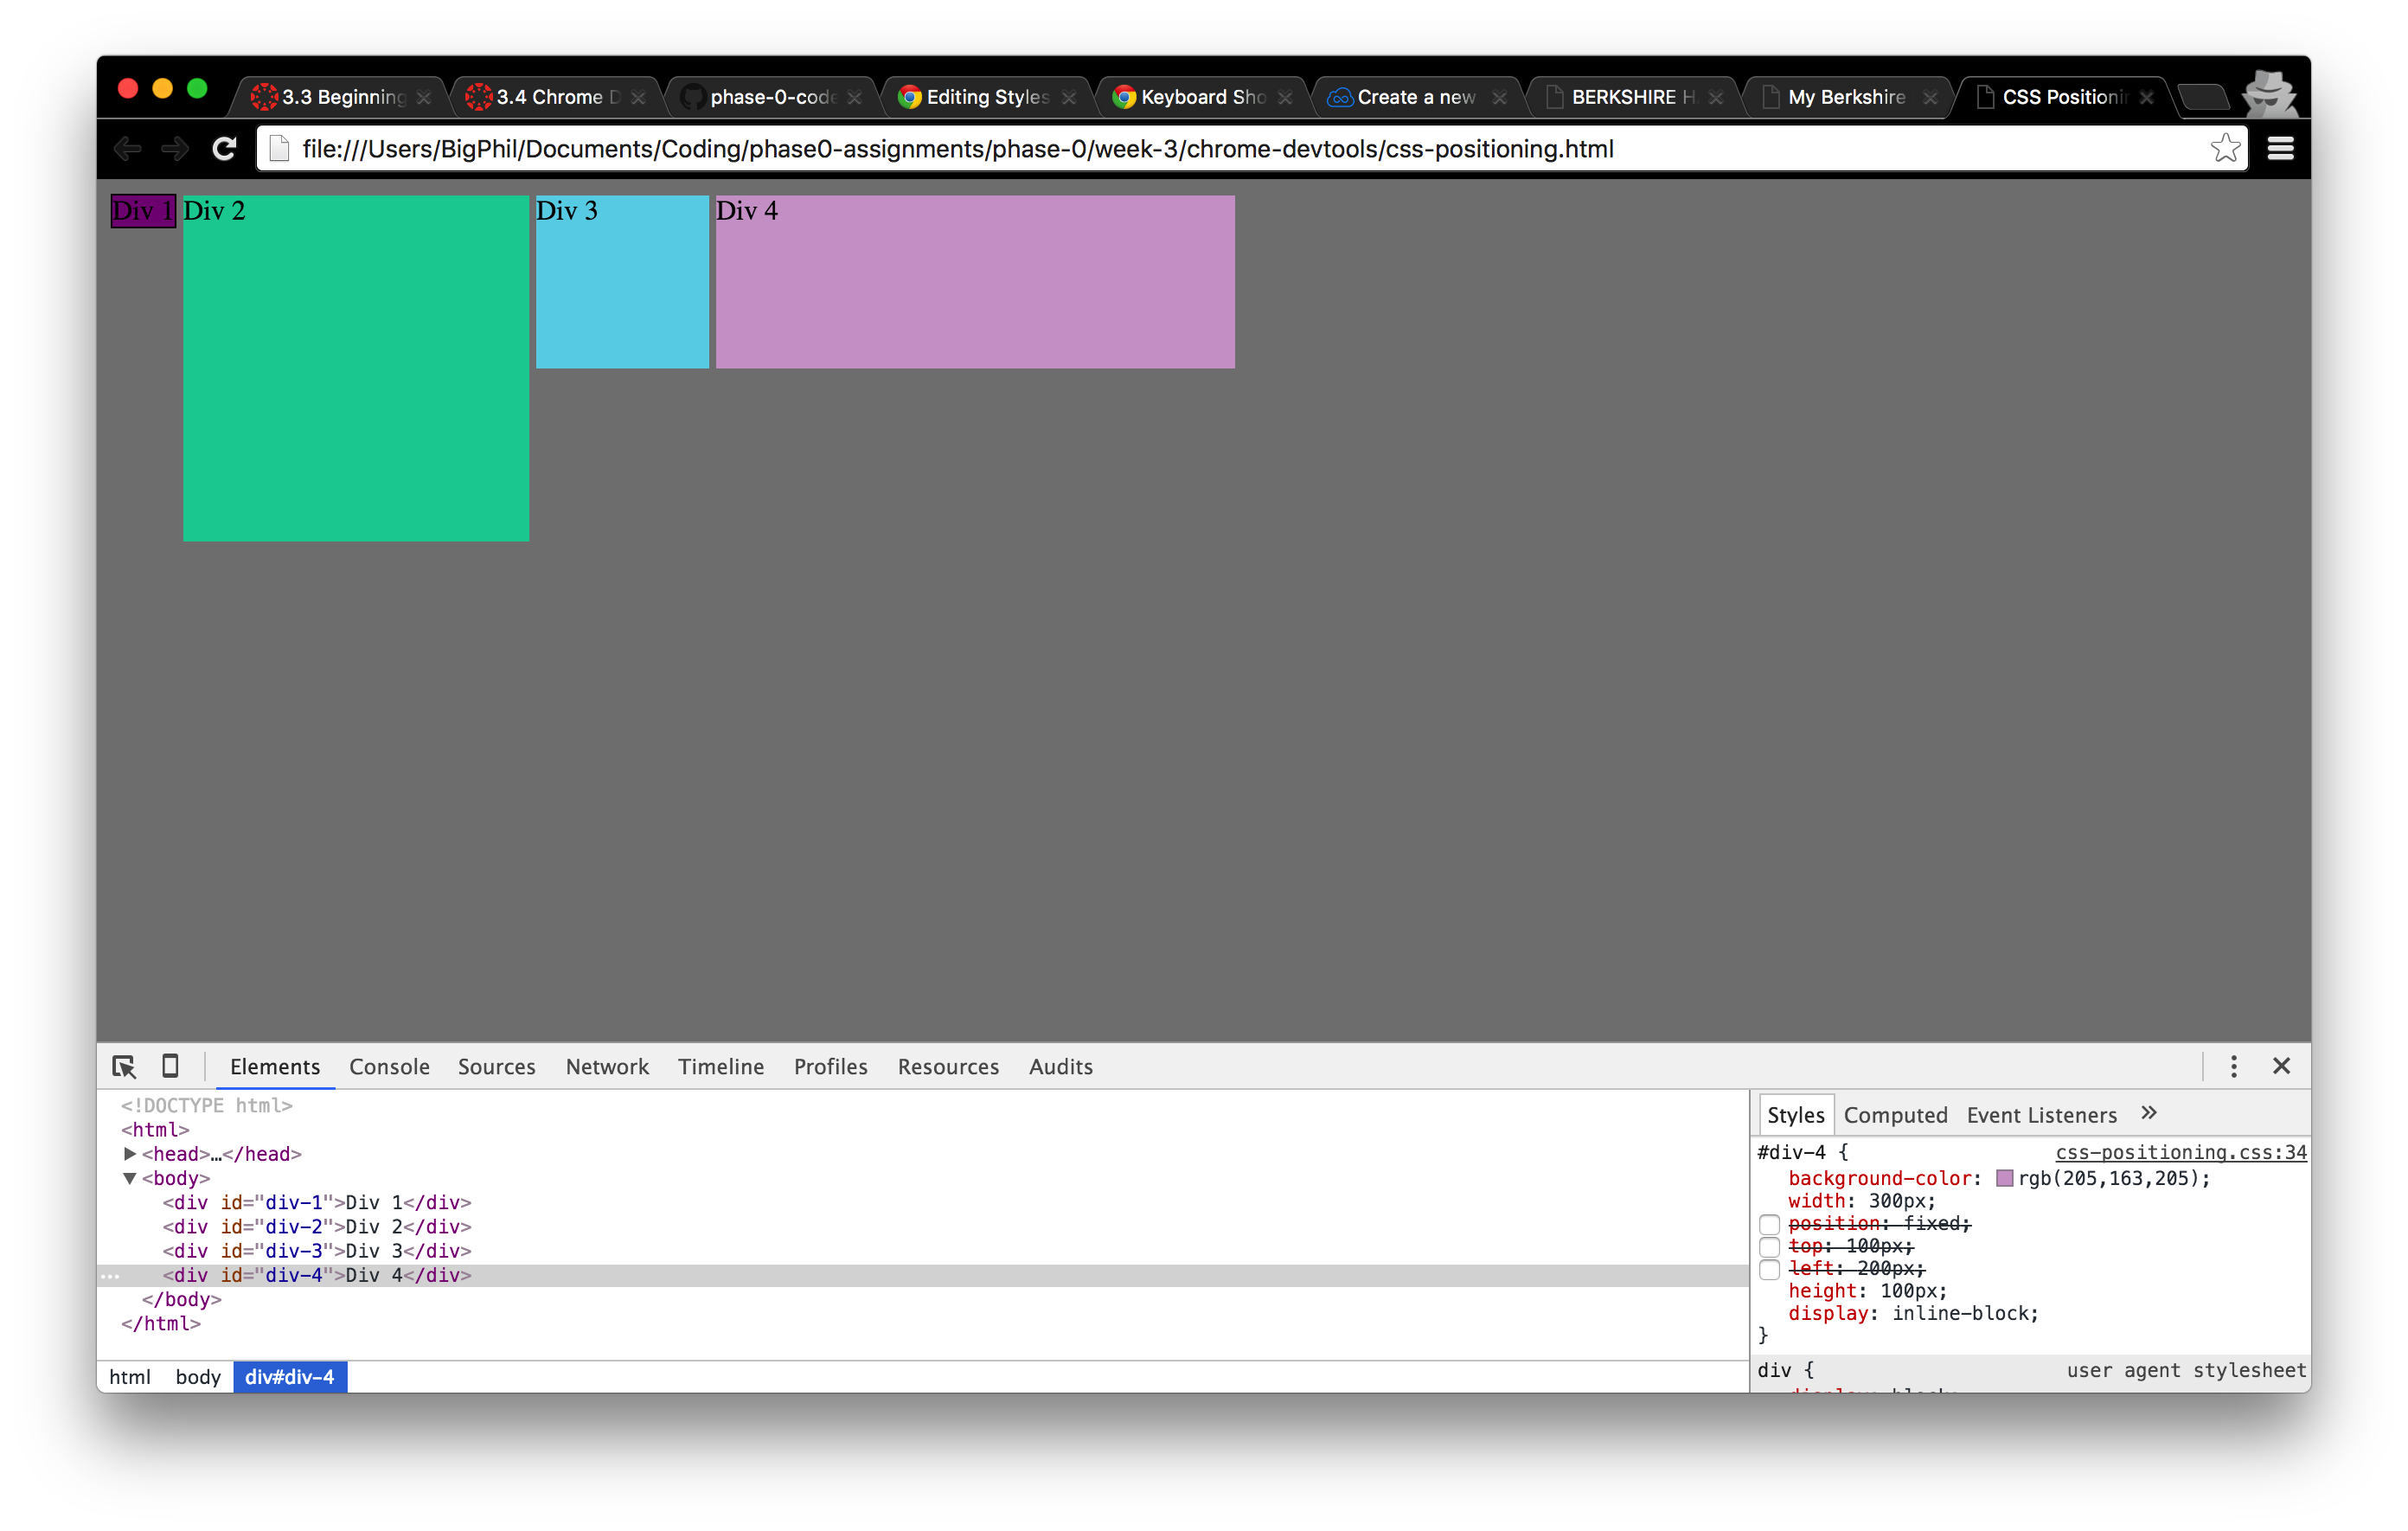 3.3 Beginning
3.4 Chrome D
phase-0-code
Editing Styles
Keyboard Sho
Create a new
BERKSHIRE H
My Berkshire
CSS Positionin
file:///Users/BigPhil/Documents/Coding/phase0-assignments/phase-0/week-3/chrome-devtools/css-positioning.html
Div 1
Div 2
Div 3
Div 4
Elements Console Sources Network Timeline Profiles Resources Audits
<!DOCTYPE html>
<html>
<head>…</head>
<body>
<div id="div-1">Div 1</div>
<div id="div-2">Div 2</div>
<div id="div-3">Div 3</div>
<div id="div-4">Div 4</div>
</body>
</html>
html body div#div-4
Styles Computed Event Listeners »
#div-4 { css-positioning.css:34
background-color: rgb(205,163,205);
width: 300px;
position: fixed;
top: 100px;
left: 200px;
height: 100px;
display: inline-block;
}
div { user agent stylesheet
display: block;